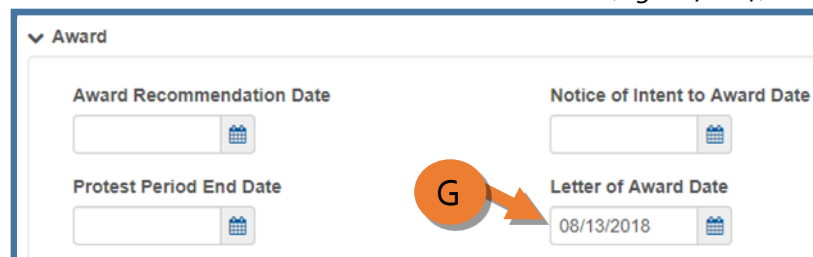 Award
Award Recommendation Date
Notice of Intent to Award Date
Protest Period End Date
G
Letter of Award Date
08/13/2018